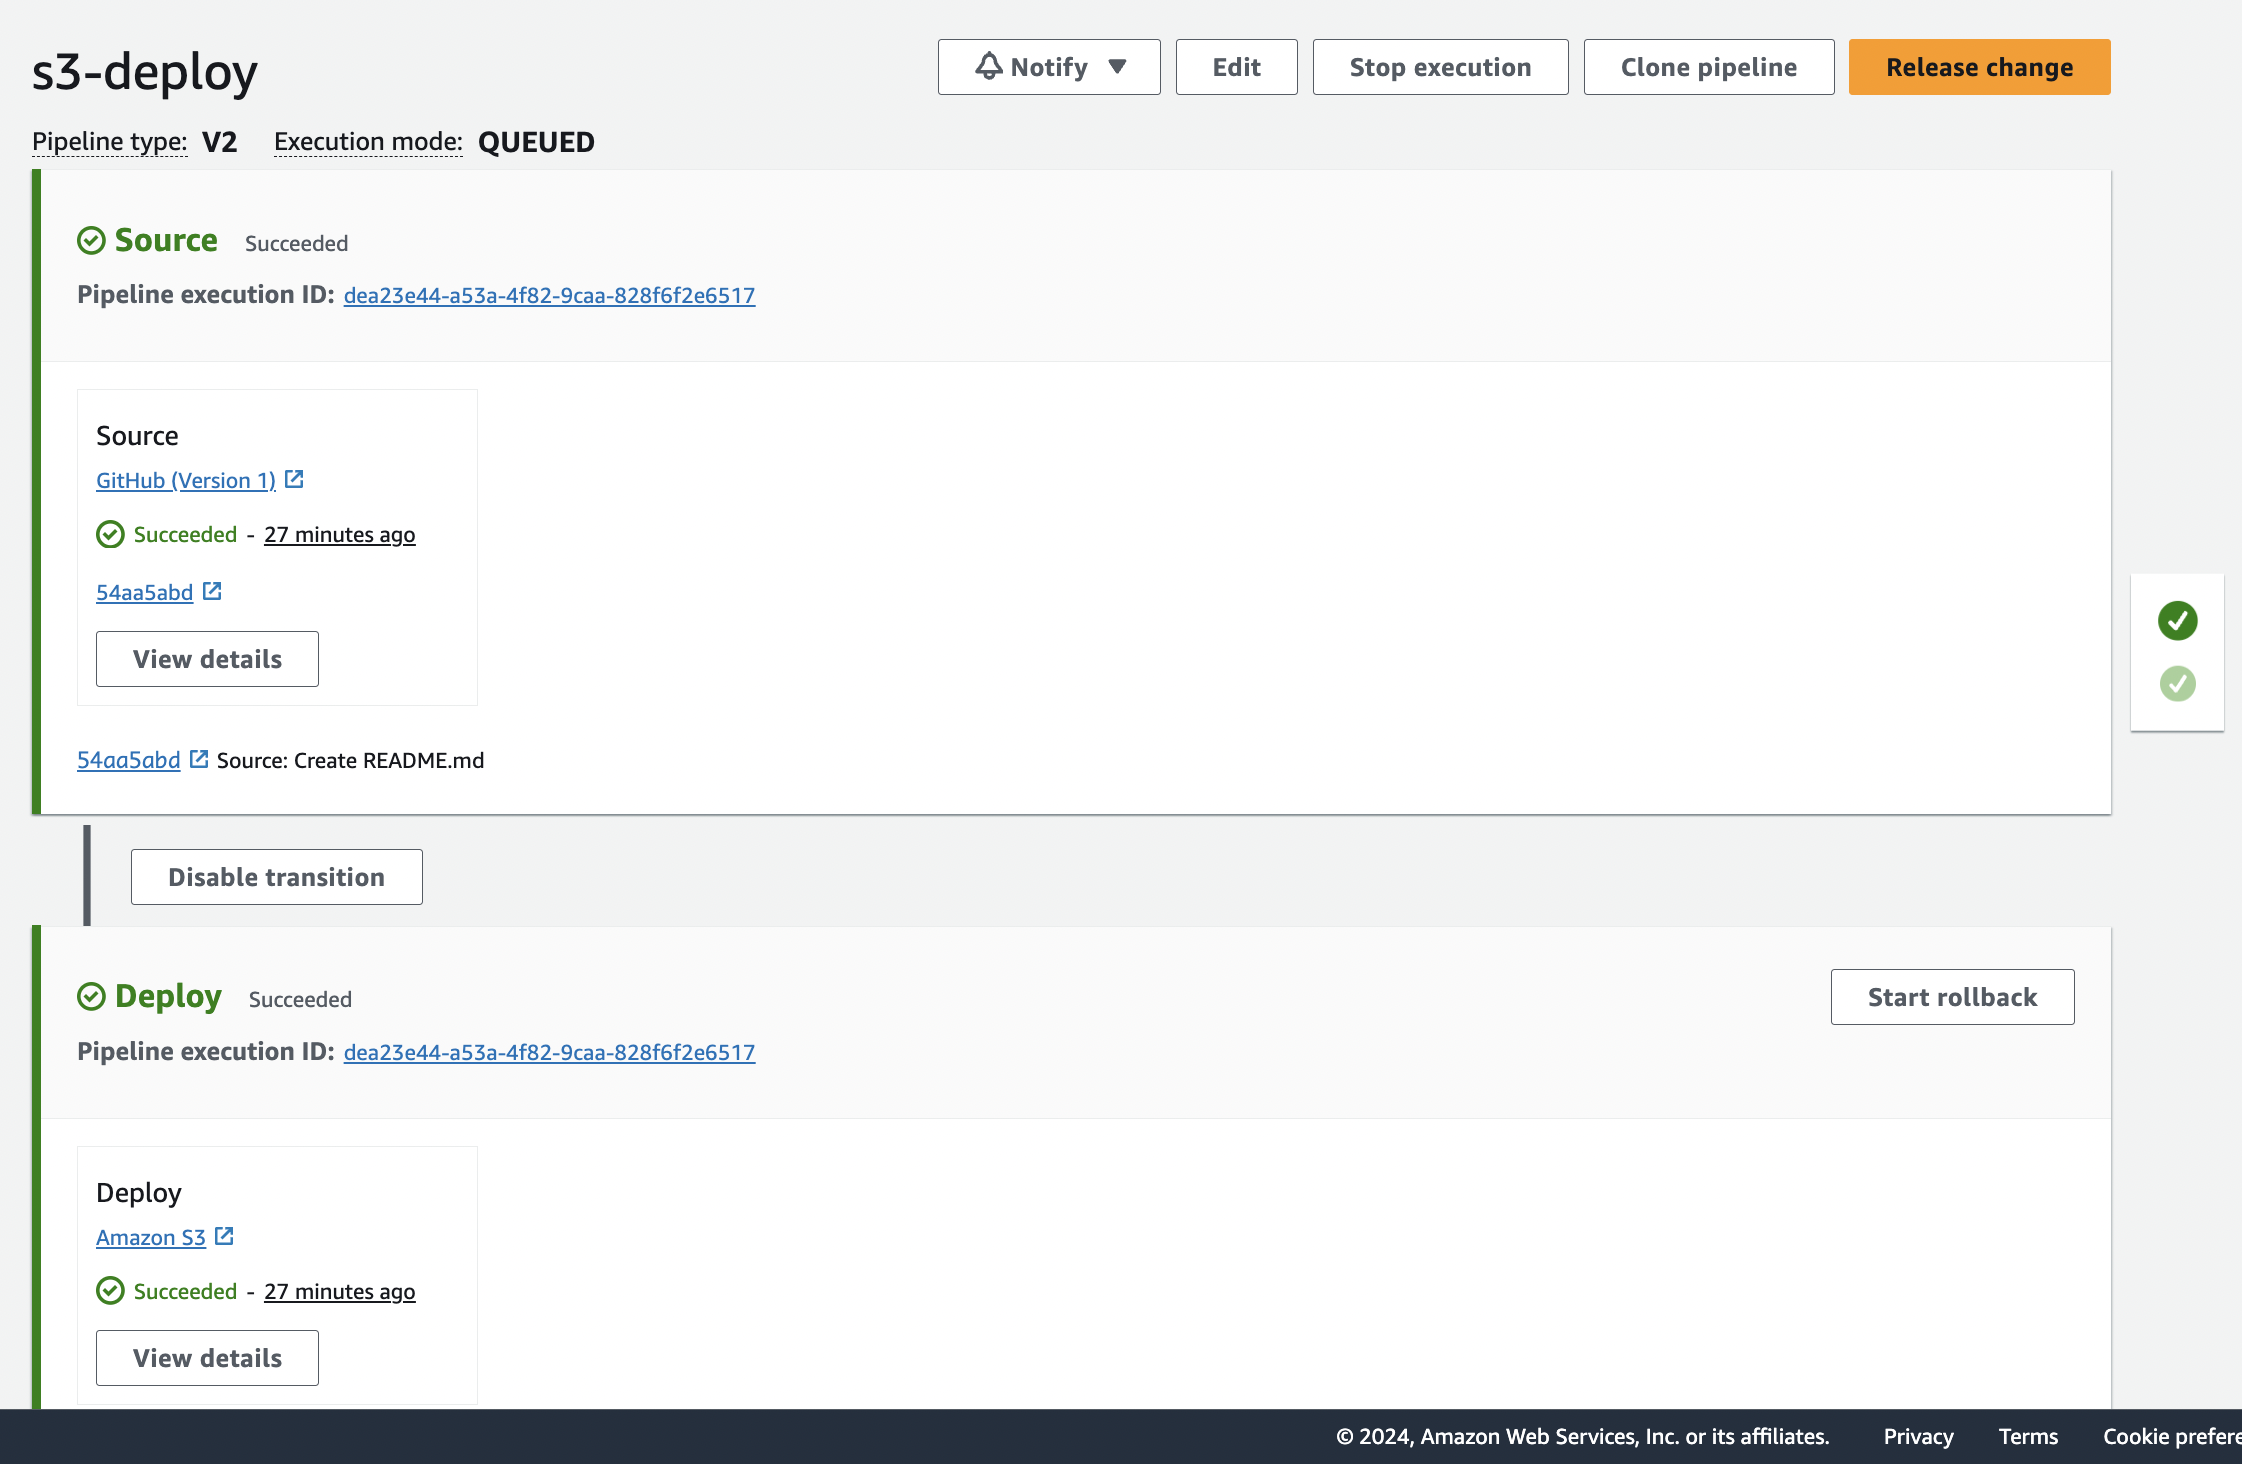 s3-deploy
Notify
Edit
Stop execution
Clone pipeline
Release change
Pipeline type: V2 Execution mode: QUEUED
Source Succeeded
Pipeline execution ID: dea23e44-a53a-4f82-9caa-828f6f2e6517
Source
GitHub (Version 1)
Succeeded - 27 minutes ago
54aa5abd
View details
54aa5abd Source: Create README.md
Disable transition
Deploy Succeeded
Start rollback
Pipeline execution ID: dea23e44-a53a-4f82-9caa-828f6f2e6517
Deploy
Amazon S3
Succeeded - 27 minutes ago
View details
© 2024, Amazon Web Services, Inc. or its affiliates. Privacy Terms Cookie prefere